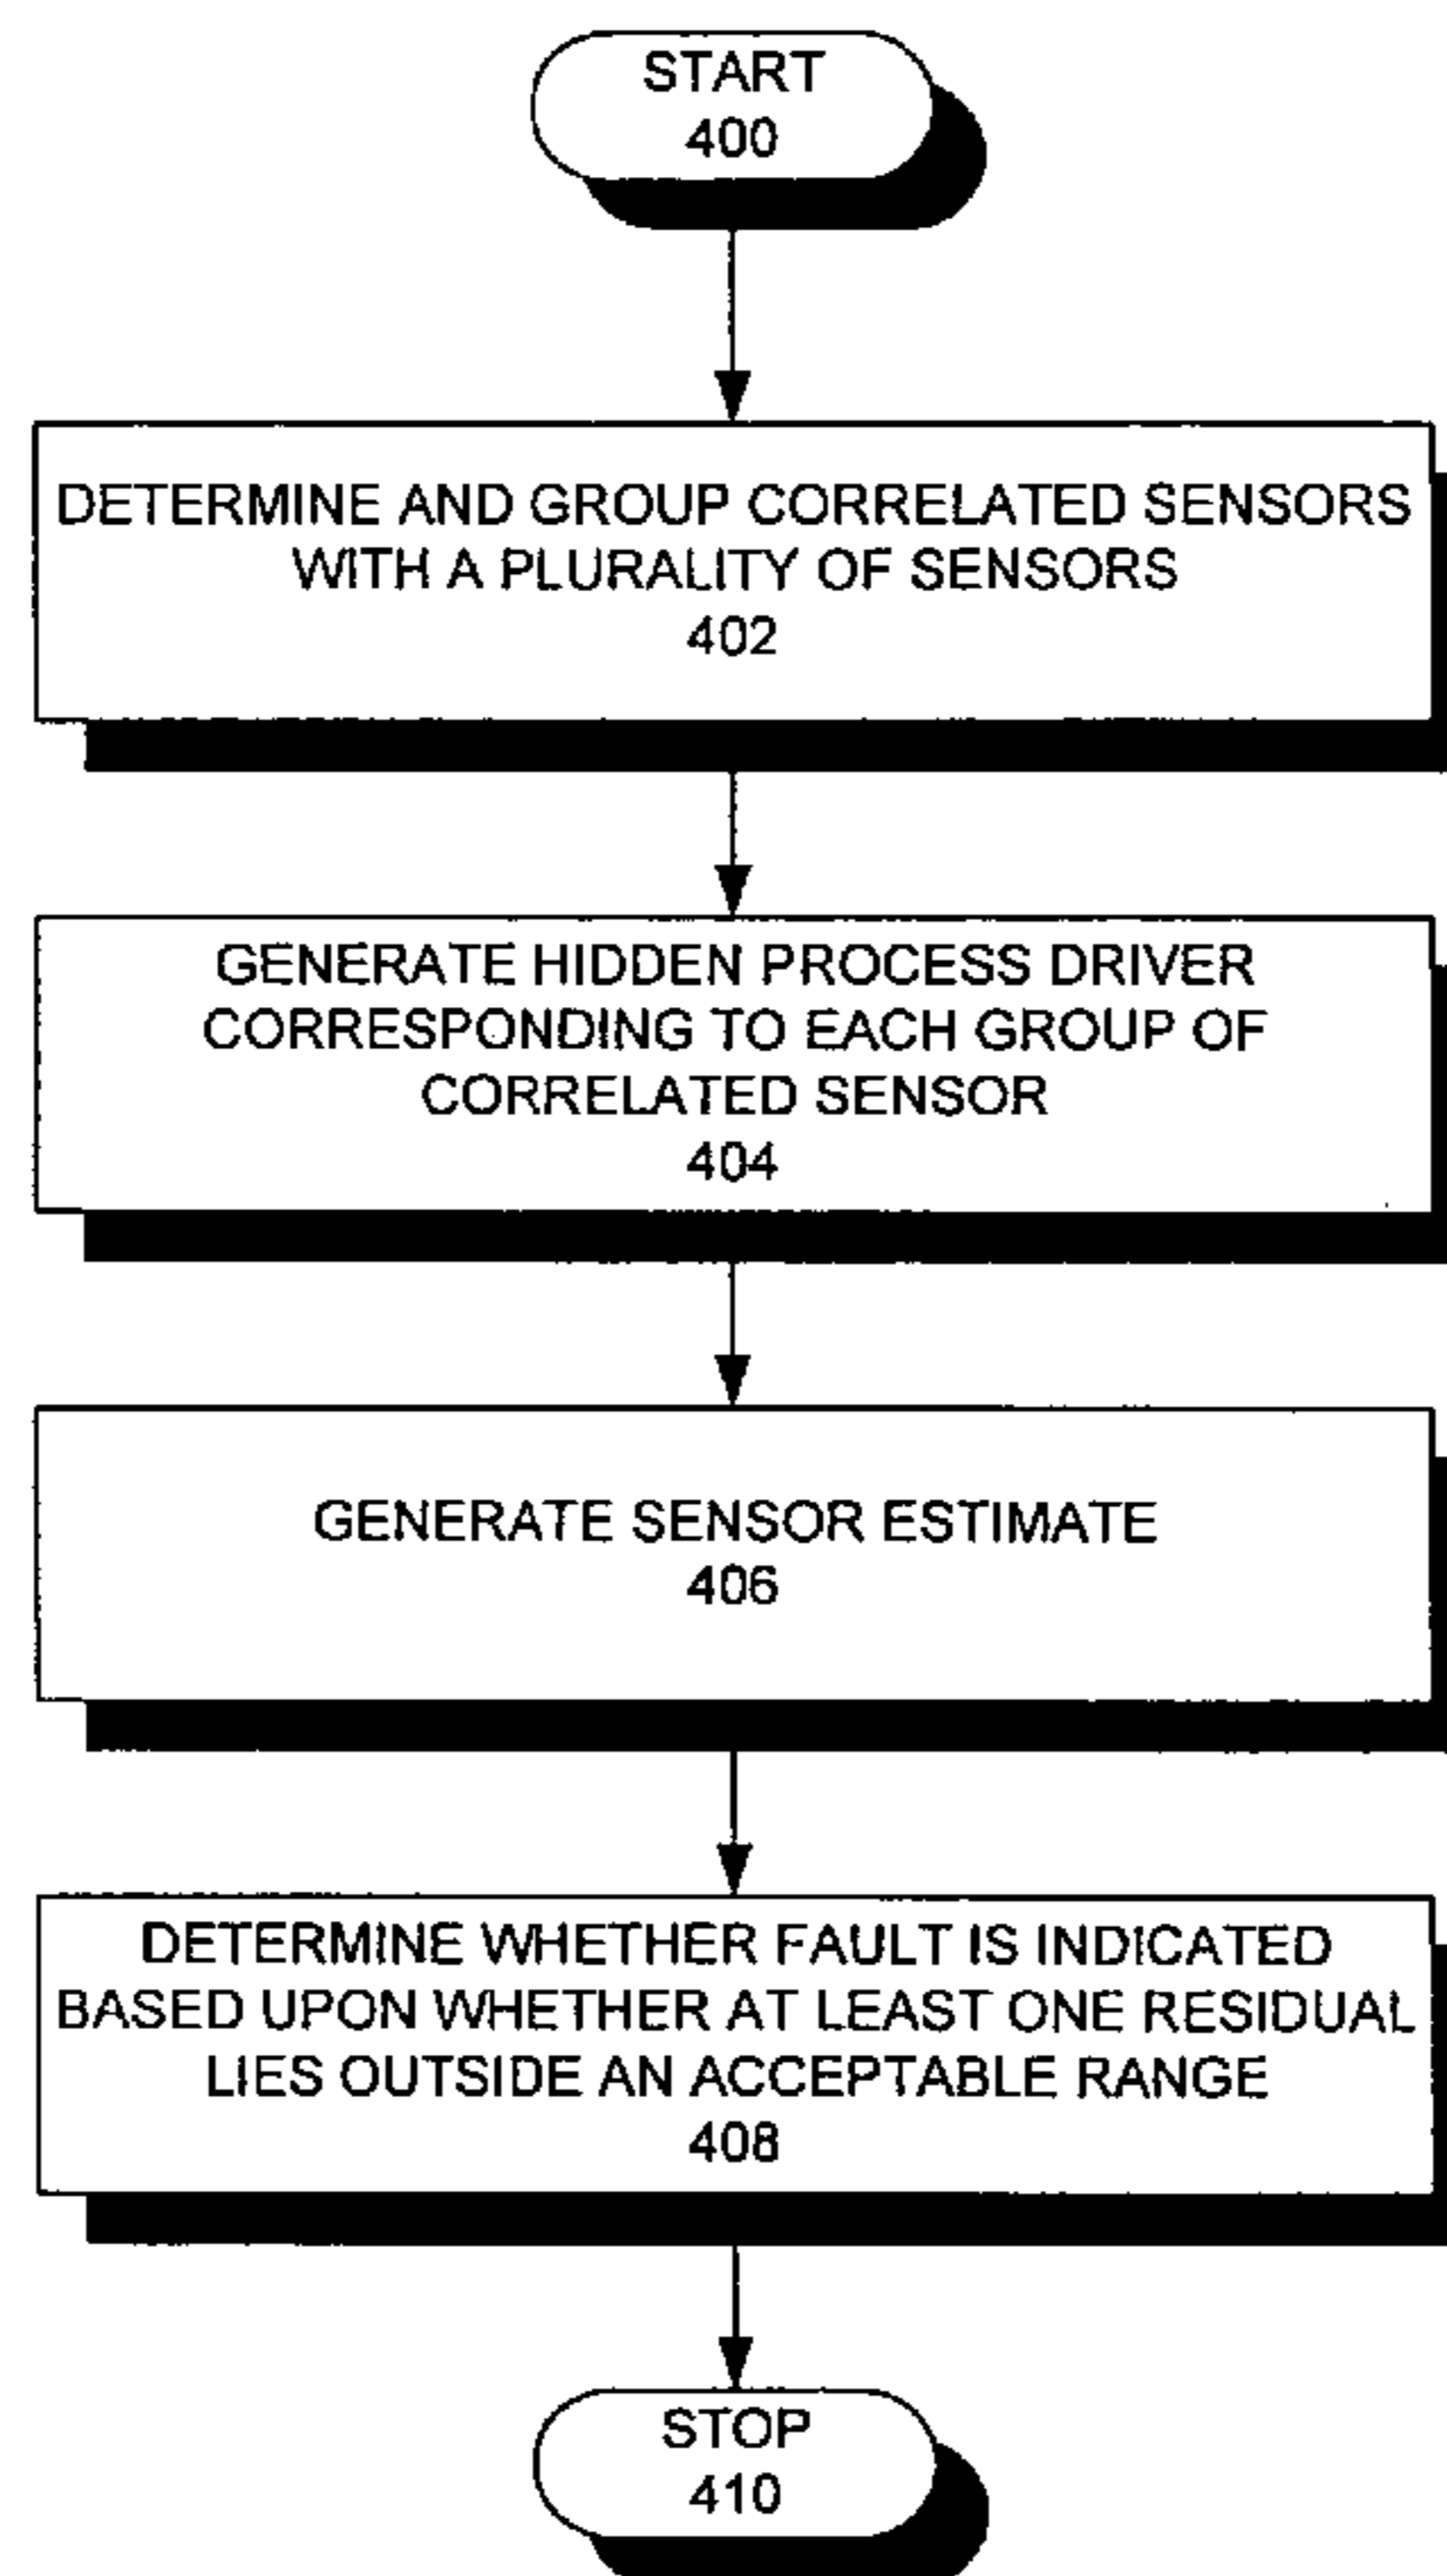 START
400
DETERMINE AND GROUP CORRELATED SENSORS
WITH A PLURALITY OF SENSORS
402
GENERATE HIDDEN PROCESS DRIVER
CORRESPONDING TO EACH GROUP OF
CORRELATED SENSOR
404
GENERATE SENSOR ESTIMATE
406
DETERMINE WHETHER FAULT IS INDICATED
BASED UPON WHETHER AT LEAST ONE RESIDUAL
LIES OUTSIDE AN ACCEPTABLE RANGE
408
STOP
410